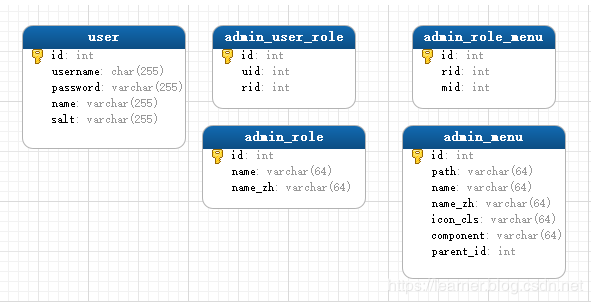 user
id: int
username: char(255)
password: varchar(255)
name: varchar(255)
salt: varchar(255)
admin_user_role
id: int
uid: int
rid: int
admin_role_menu
id: int
rid: int
mid: int
admin_role
id: int
name: varchar(64)
name_zh: varchar(64)
admin_menu
id: int
path: varchar(64)
name: varchar(64)
name_zh: varchar(64)
icon_cls: varchar(64)
component: varchar(64)
parent_id: int
https://learner.blog.csdn.net